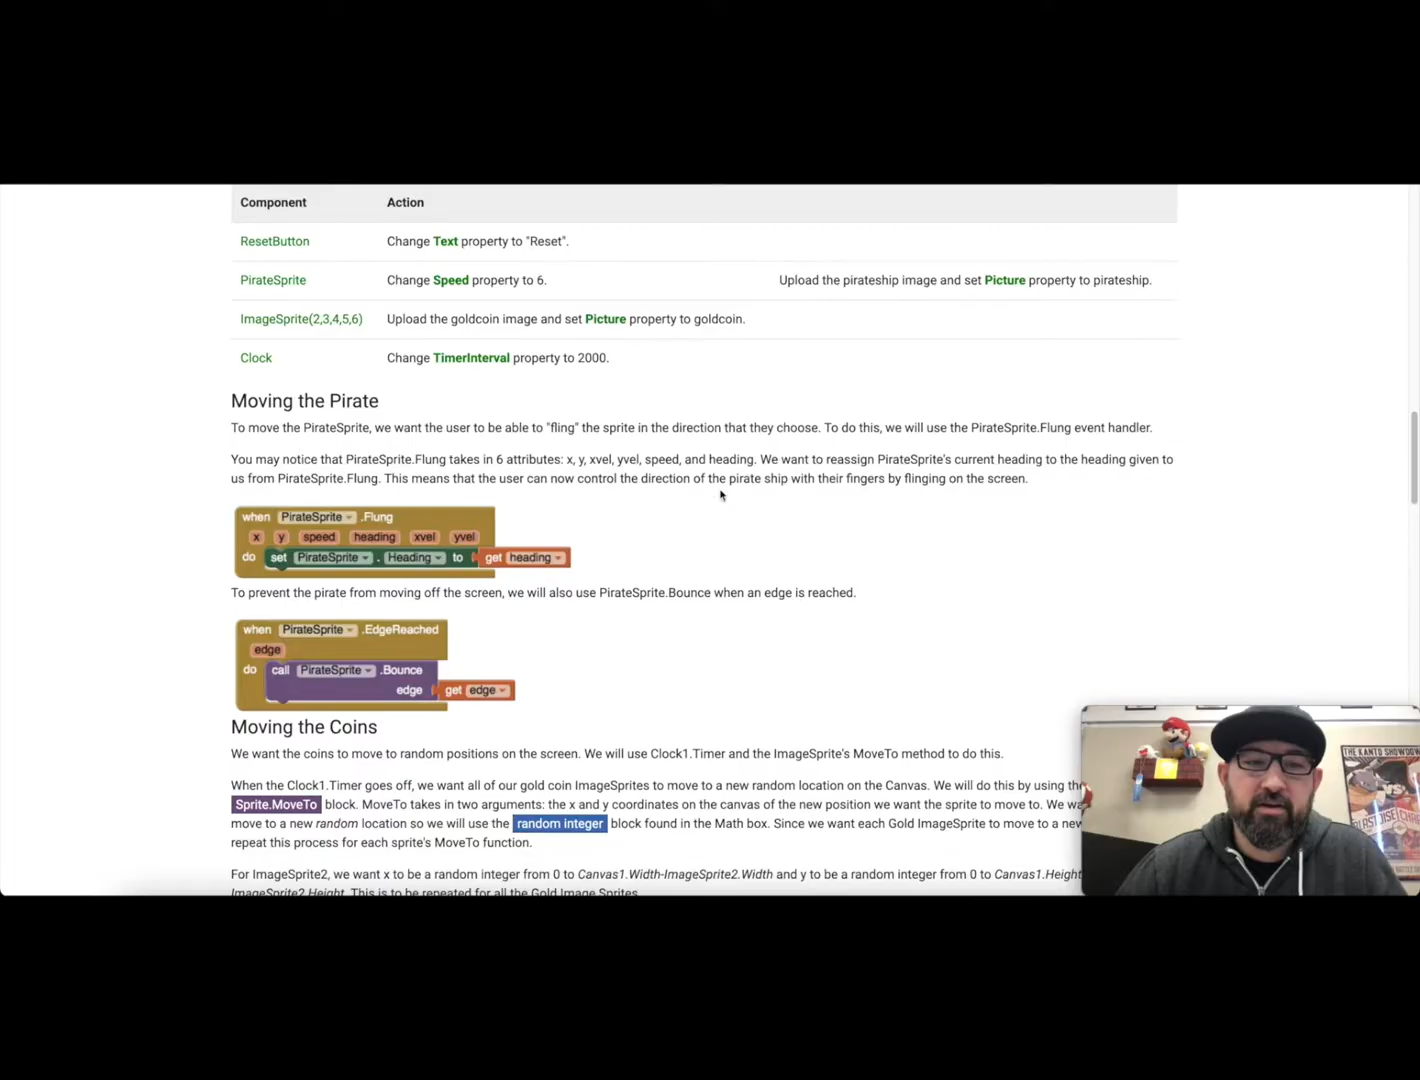 Component Action
ResetButton Change Text property to "Reset".
PirateSprite Change Speed property to 6. Upload the pirateship image and set Picture property to pirateship.
ImageSprite(2,3,4,5,6) Upload the goldcoin image and set Picture property to goldcoin.
Clock Change TimerInterval property to 2000.
Moving the Pirate
To move the PirateSprite, we want the user to be able to "fling" the sprite in the direction that they choose. To do this, we will use the PirateSprite.Flung event handler.
You may notice that PirateSprite.Flung takes in 6 attributes: x, y, xvel, yvel, speed, and heading. We want to reassign PirateSprite's current heading to the heading given to
us from PirateSprite.Flung. This means that the user can now control the direction of the pirate ship with their fingers by flinging on the screen.
when PirateSprite .Flung
x y speed heading xvel yvel
do set PirateSprite . Heading to get heading
To prevent the pirate from moving off the screen, we will also use PirateSprite.Bounce when an edge is reached.
when PirateSprite .EdgeReached
edge
do call PirateSprite .Bounce
edge get edge
Moving the Coins
We want the coins to move to random positions on the screen. We will use Clock1.Timer and the ImageSprite's MoveTo method to do this.
When the Clock1.Timer goes off, we want all of our gold coin ImageSprites to move to a new random location on the Canvas. We will do this by using the
Sprite.MoveTo block. MoveTo takes in two arguments: the x and y coordinates on the canvas of the new position we want the sprite to move to. We wa
move to a new random location so we will use the random integer block found in the Math box. Since we want each Gold ImageSprite to move to a new
repeat this process for each sprite's MoveTo function.
For ImageSprite2, we want x to be a random integer from 0 to Canvas1.Width-ImageSprite2.Width and y to be a random integer from 0 to Canvas1.Height
ImageSprite2.Height. This is to be repeated for all the Gold Image Sprites.
THE KANTO SHOWDOW
VS